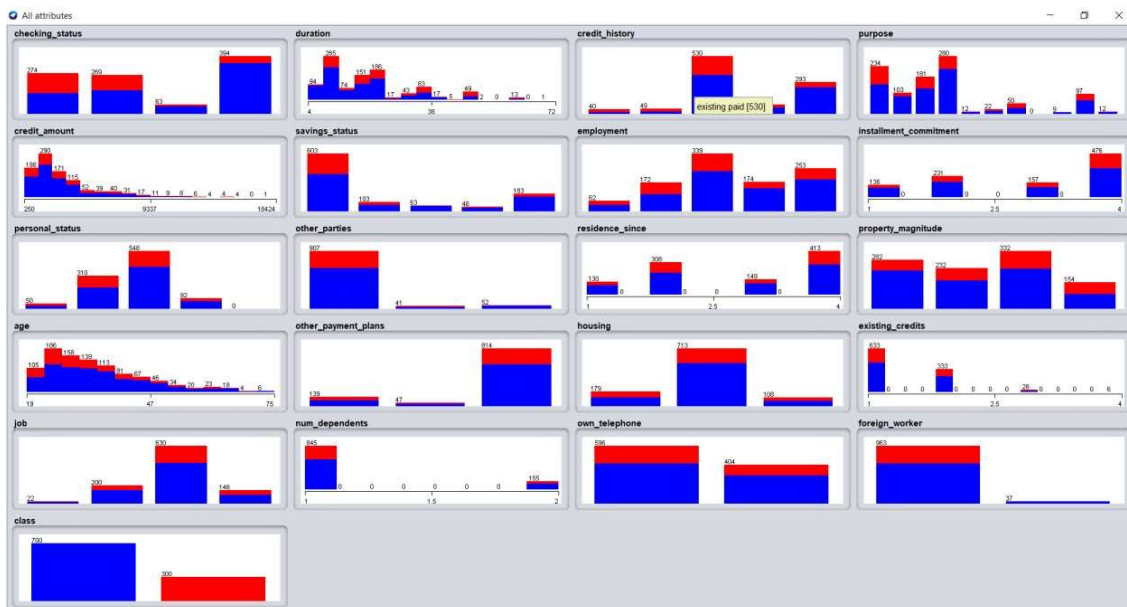 All attributes
checking_status
274 269 63 394
duration
94 265 74 151 186 17 43 83 17 5 49 2 0 13 0 1
4 38 72
credit_history
40 49 530 293
existing paid [530]
purpose
234 103 181 280 12 22 50 0 9 97 12
credit_amount
198 290 171 115 52 39 40 31 17 11 9 8 6 4 4 4 0 1
250 9337 18424
savings_status
603 103 63 48 183
employment
62 172 339 174 253
installment_commitment
136 0 231 0 0 157 0 476
1 2.5 4
personal_status
50 310 548 92 0
other_parties
907 41 52
residence_since
130 0 308 0 0 149 0 413
1 2.5 4
property_magnitude
282 232 332 154
age
105 186 158 139 113 81 67 46 34 20 23 18 4 6
19 47 75
other_payment_plans
139 47 814
housing
179 713 108
existing_credits
633 0 0 0 333 0 0 0 0 28 0 0 0 0 6
1 2.5 4
job
22 200 630 148
num_dependents
845 0 0 0 0 0 0 155
1 1.5 2
own_telephone
596 404
foreign_worker
963 37
class
700 300